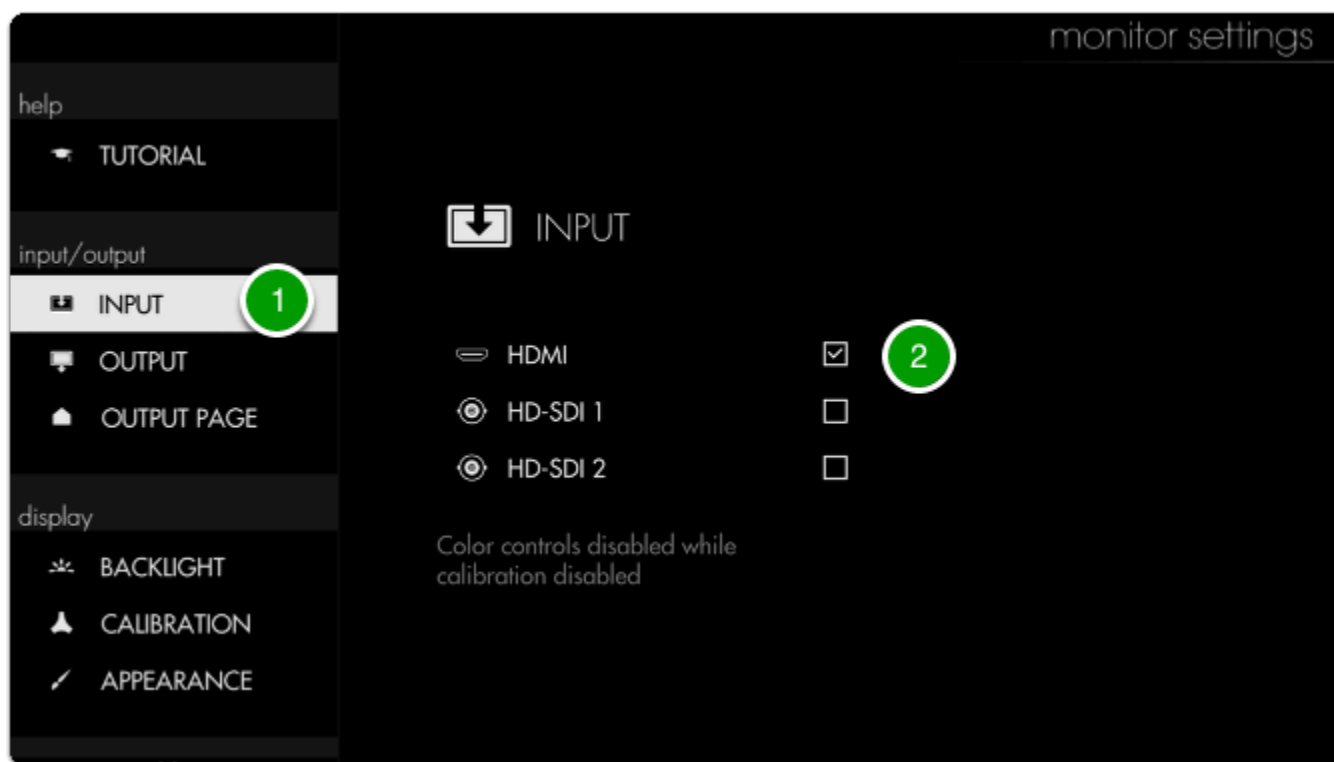 monitor settings
help
TUTORIAL
input/output
INPUT
1
OUTPUT
OUTPUT PAGE
display
BACKLIGHT
CALIBRATION
APPEARANCE
INPUT
HDMI
2
HD-SDI 1
HD-SDI 2
Color controls disabled while
calibration disabled